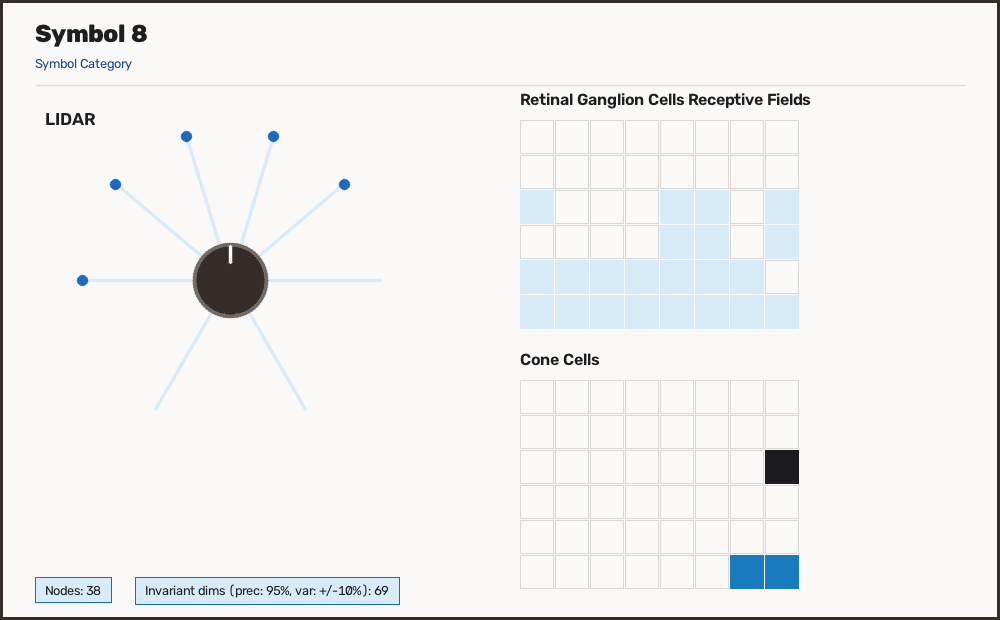 Symbol 8
Symbol Category
LIDAR
Retinal Ganglion Cells Receptive Fields
Cone Cells
Nodes: 38
Invariant dims (prec: 95%, var: +/-10%): 69